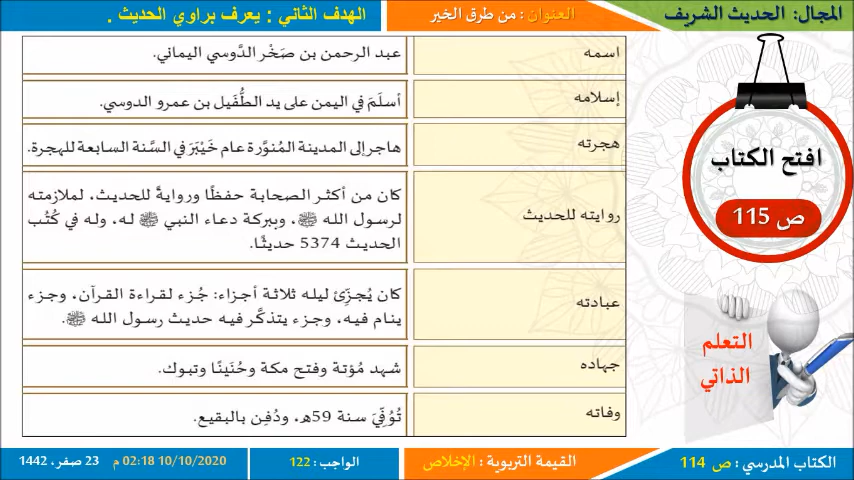 المجال: الحديث الشريف
العنوان : من طرق الخير
الهدف الثاني : يعرف براوي الحديث .
افتح الكتاب
ص 115
التعلم
الذاتي
اسمه
عبد الرحمن بن صَخْر الدَّوسي اليماني.
إسلامه
أسلَمَ في اليمن على يد الطُّفَيل بن عمرو الدوسي.
هجرته
هاجر إلى المدينة المُنوَّرة عام خَيْبَرَ في السَّنة السابعة للهجرة.
روايته للحديث
كان من أكثر الصحابة حفظًا وروايةً للحديث، لملازمته
لرسول الله ﷺ، وببركة دعاء النبي ﷺ له، وله في كُتُب
الحديث 5374 حديثًا.
عبادته
كان يُجزِّئ ليله ثلاثة أجزاء: جُزء لقراءة القرآن، وجزء
ينام فيه، وجزء يتذكَّر فيه حديث رسول الله ﷺ.
جهاده
شهد مُؤتة وفتح مكة وحُنَينًا وتبوك.
وفاته
تُوُفِّيَ سنة 59هـ، ودُفِن بالبقيع.
الكتاب المدرسي : ص 114
القيمة التربوية : الإخلاص
الواجب : 122
10/10/2020 02:18 م
23 صفر، 1442